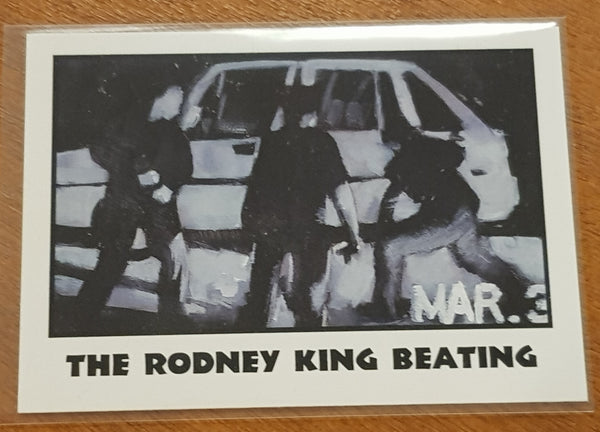 MAR.3
THE RODNEY KING BEATING